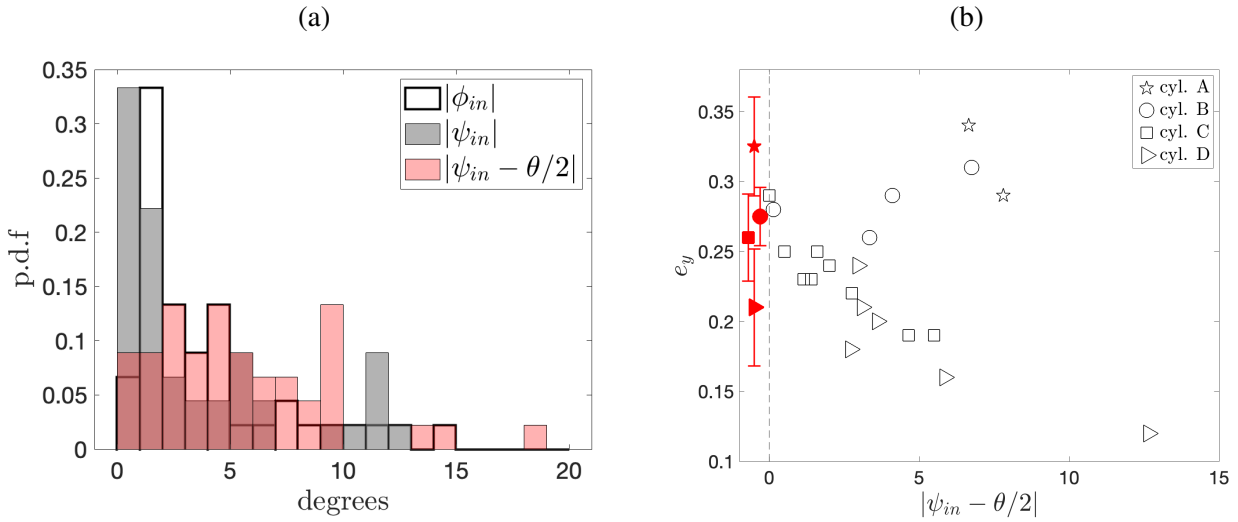 (a)
0.35
0.3
0.25
0.2
0.15
0.1
0.05
0
p.d.f
|ϕ_in|
|ψ_in|
|ψ_in − θ/2|
0
5
10
15
20
degrees
(b)
0.35
0.3
0.25
0.2
0.15
0.1
e_y
cyl. A
cyl. B
cyl. C
cyl. D
0
5
10
15
|ψ_in − θ/2|